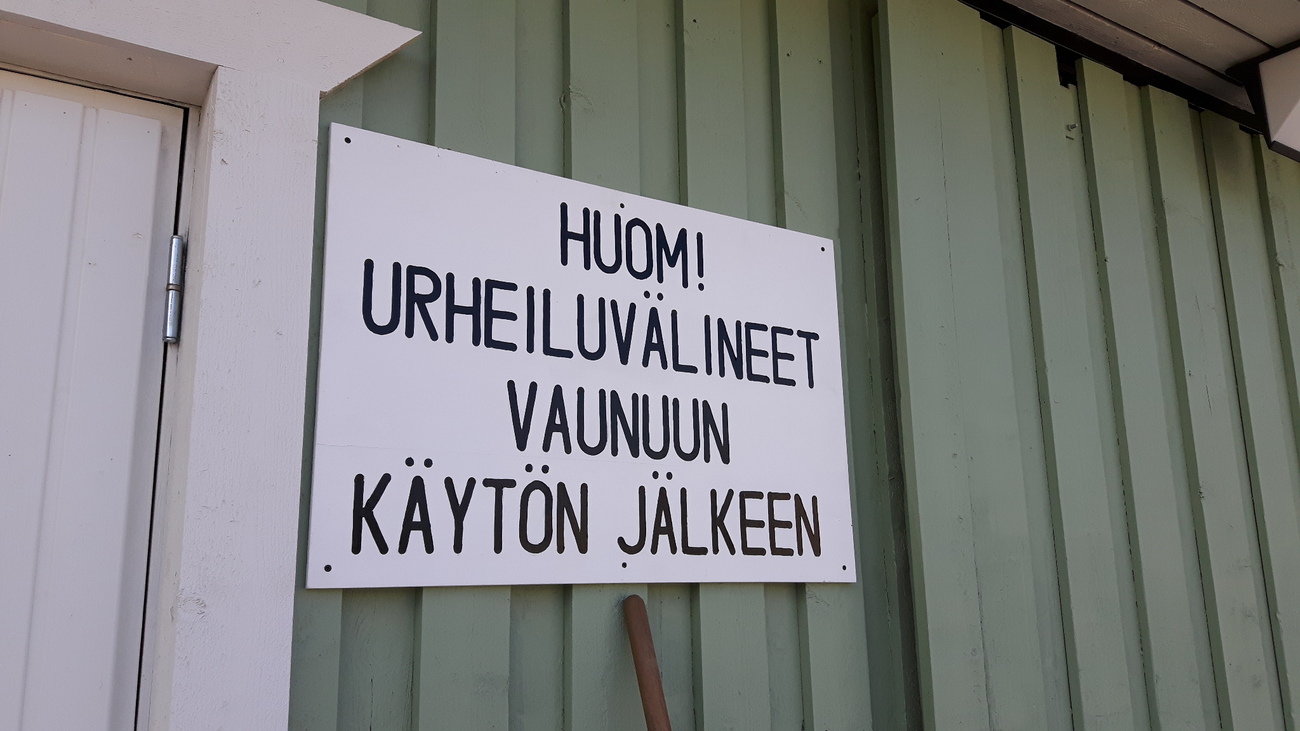 HUOM!
URHEILUVÄLINEET
VAUNUUN
KÄYTÖN JÄLKEEN